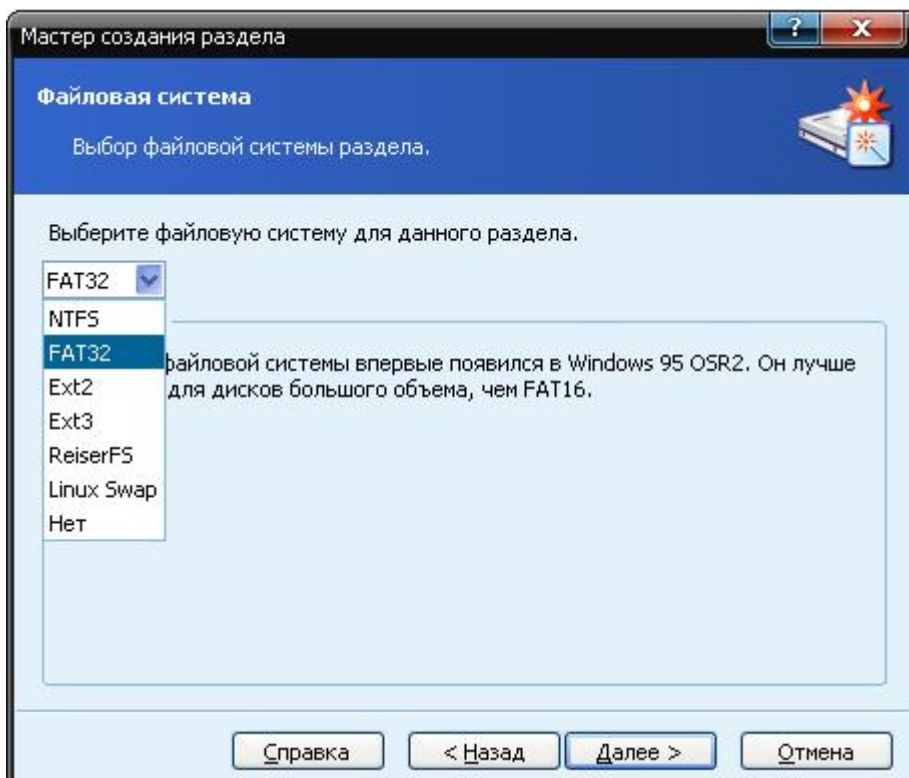 Мастер создания раздела
?
X
Файловая система
Выбор файловой системы раздела.
Выберите файловую систему для данного раздела.
FAT32
NTFS
FAT32
файловой системы впервые появился в Windows 95 OSR2. Он лучше
Ext2
для дисков большого объема, чем FAT16.
Ext3
ReiserFS
Linux Swap
Нет
Справка
< Назад
Далее >
Отмена